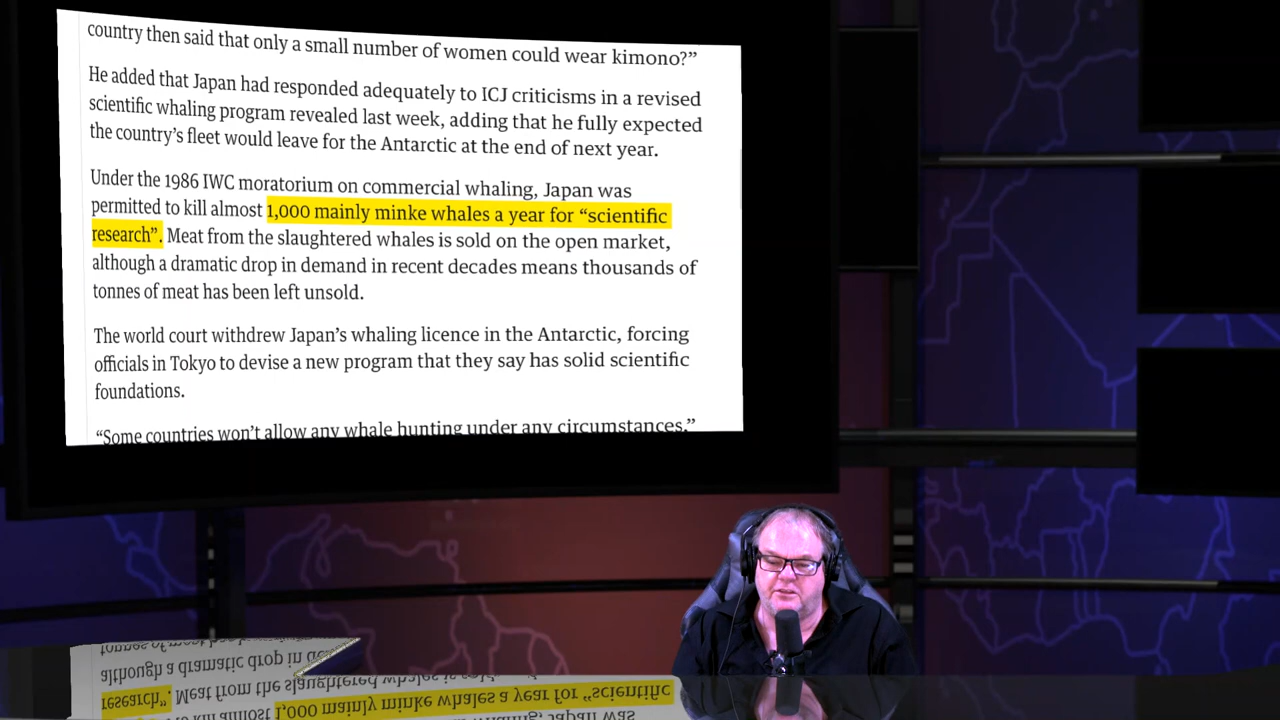 country then said that only a small number of women could wear kimono?”
He added that Japan had responded adequately to ICJ criticisms in a revised
scientific whaling program revealed last week, adding that he fully expected
the country’s fleet would leave for the Antarctic at the end of next year.
Under the 1986 IWC moratorium on commercial whaling, Japan was
permitted to kill almost 1,000 mainly minke whales a year for “scientific
research”. Meat from the slaughtered whales is sold on the open market,
although a dramatic drop in demand in recent decades means thousands of
tonnes of meat has been left unsold.
The world court withdrew Japan’s whaling licence in the Antarctic, forcing
officials in Tokyo to devise a new program that they say has solid scientific
foundations.
“Some countries won’t allow any whale hunting under any circumstances,”